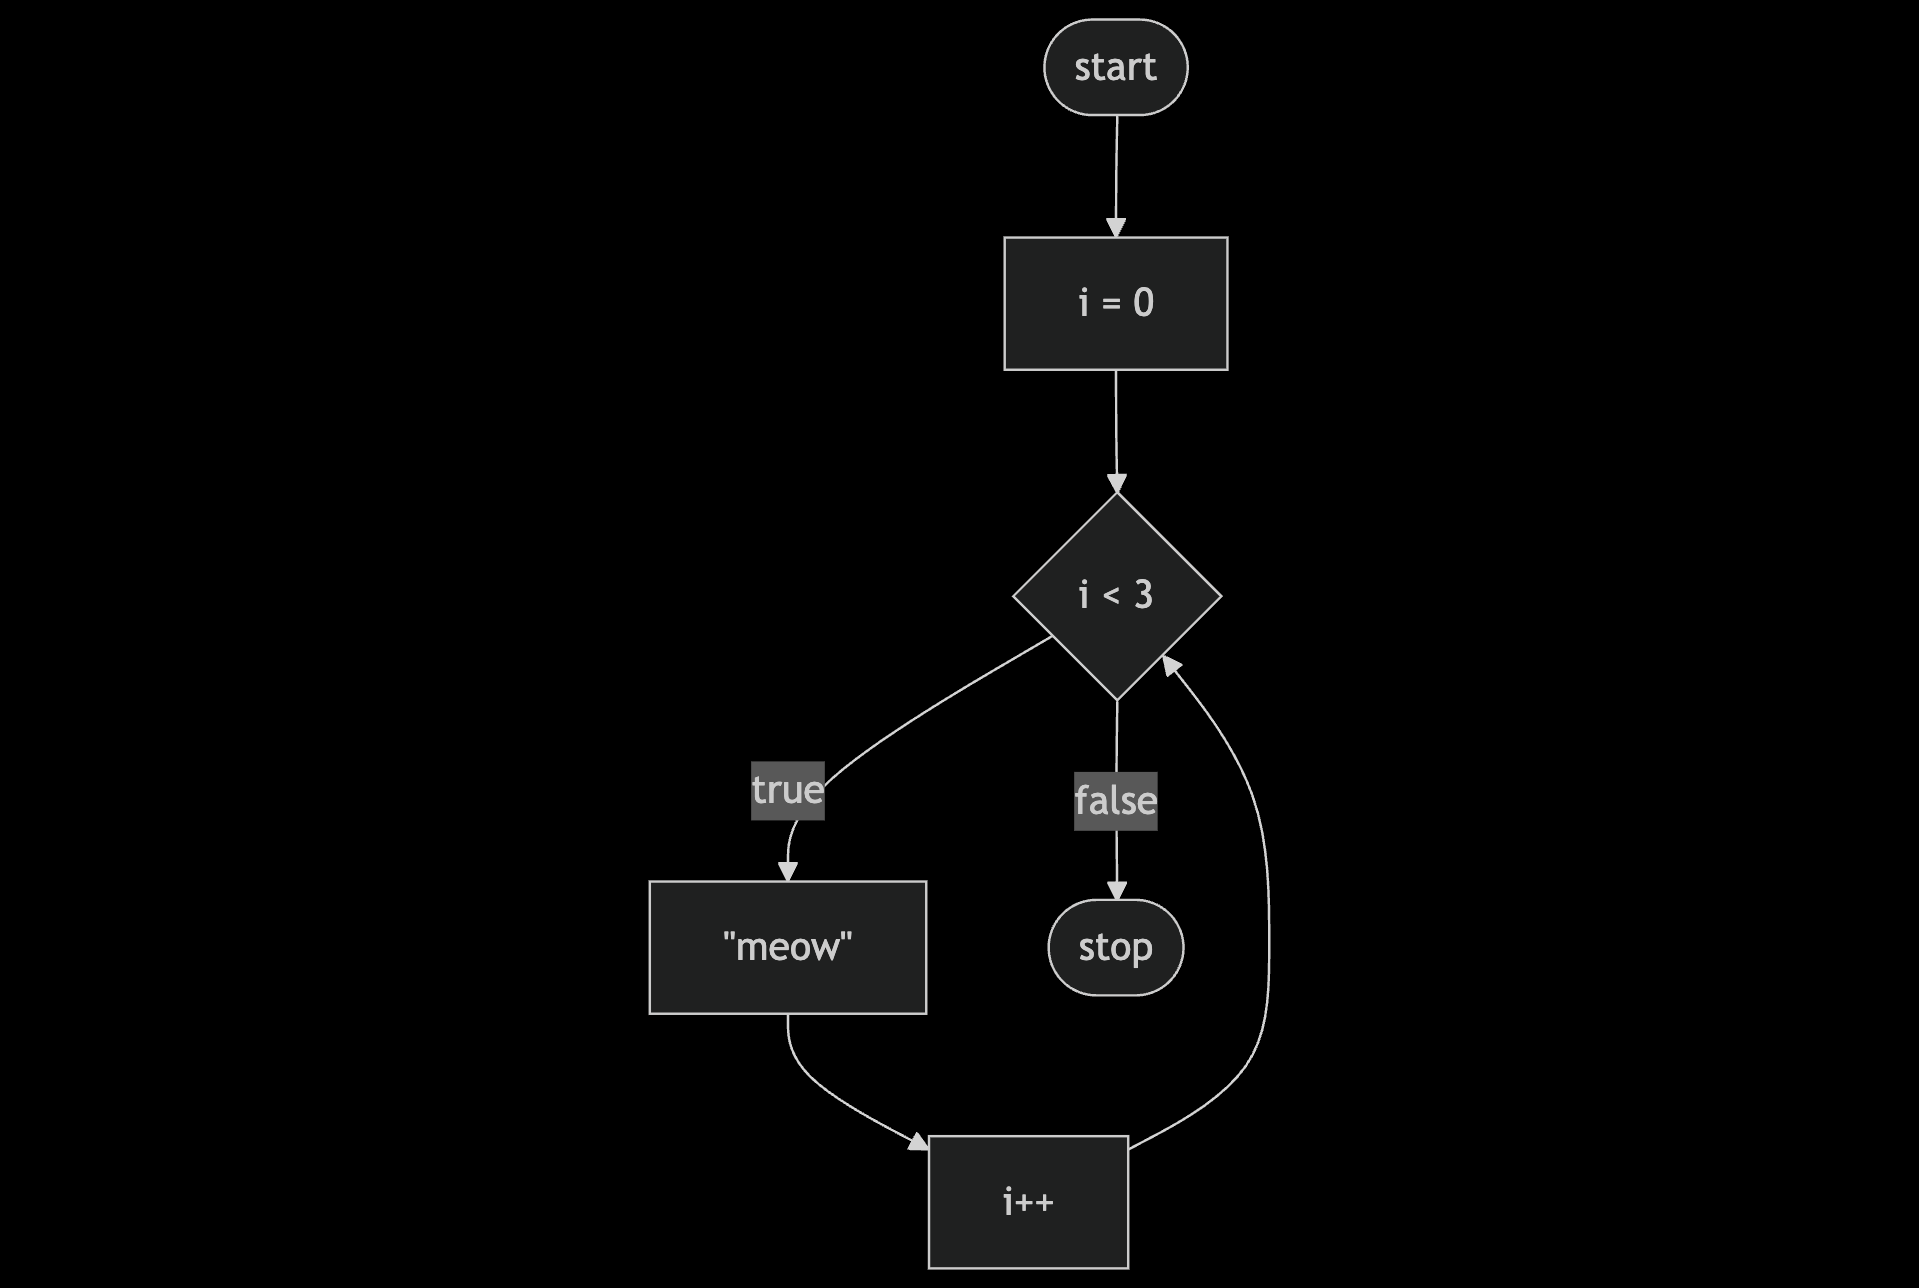 start
i = 0
i < 3
true
false
"meow"
stop
i++